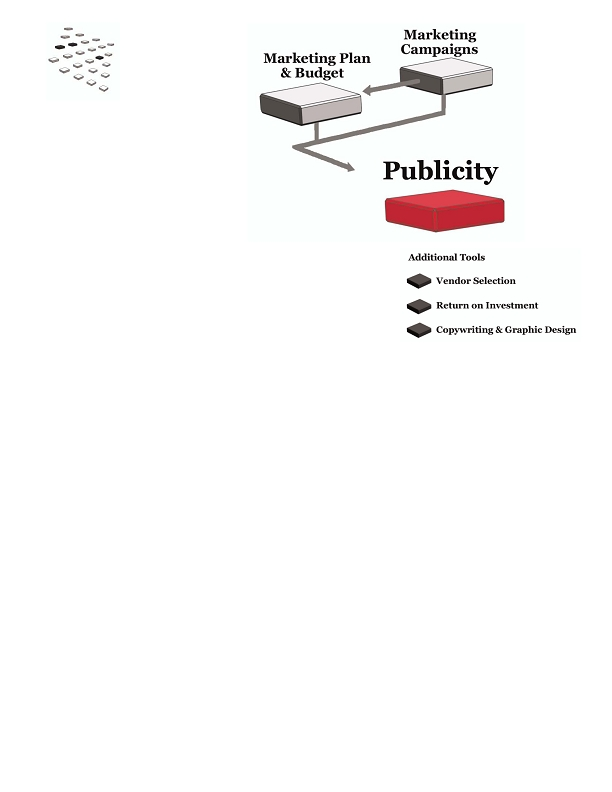 Marketing
Campaigns
Marketing Plan
& Budget
Publicity
Additional Tools
Vendor Selection
Return on Investment
Copywriting & Graphic Design